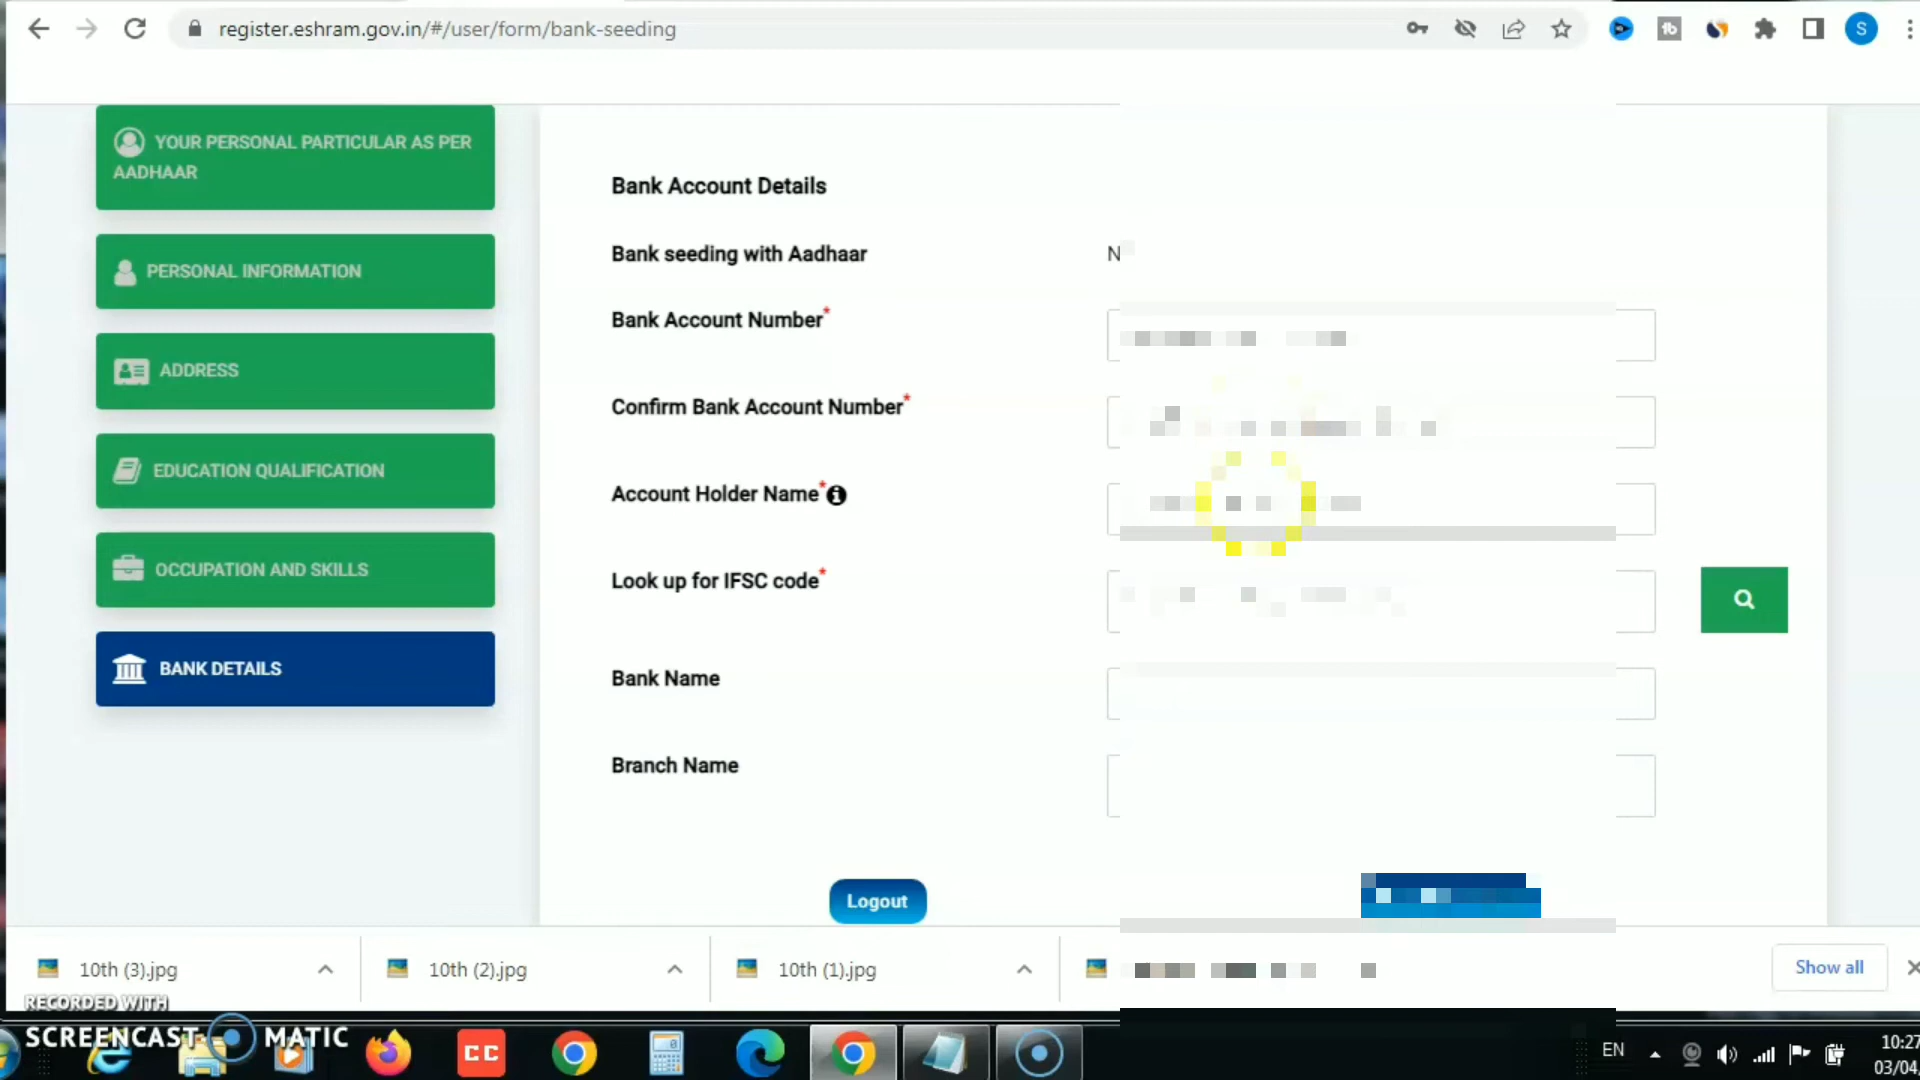 register.eshram.gov.in/#/user/form/bank-seeding
S
YOUR PERSONAL PARTICULAR AS PER
AADHAAR
PERSONAL INFORMATION
ADDRESS
EDUCATION QUALIFICATION
OCCUPATION AND SKILLS
BANK DETAILS
Bank Account Details
Bank seeding with Aadhaar
Bank Account Number*
Confirm Bank Account Number*
Account Holder Name*
Look up for IFSC code*
Bank Name
Branch Name
Logout
10th (3).jpg
10th (2).jpg
10th (1).jpg
Show all
RECORDED WITH
SCREENCAST MATIC
CC
EN
10:27
03/04